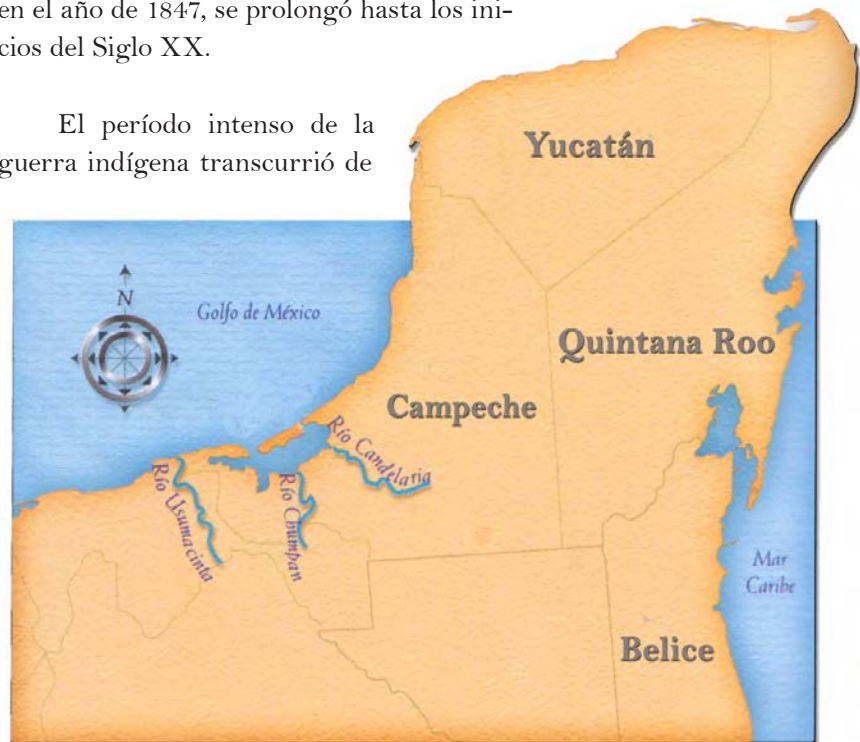 en el año de 1847, se prolongó hasta los ini-
cios del Siglo XX.
El período intenso de la
guerra indígena transcurrió de
Yucatán
N
Golfo de México
Quintana Roo
Campeche
Río Candelaria
Río Usumacinta
Río Chumpan
Mar
Caribe
Belice